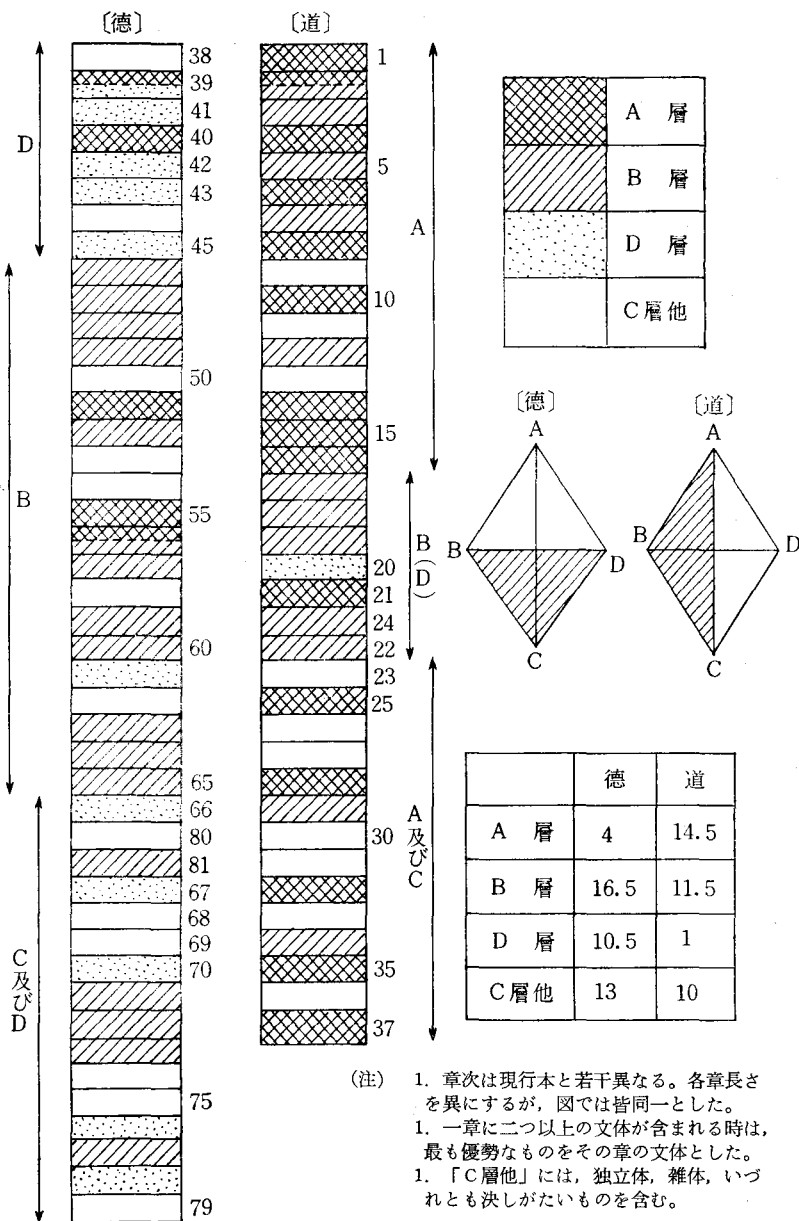 〔德〕
D
B
C及びD
38
39
41
40
42
43
45
50
55
60
65
66
80
81
67
68
69
70
75
79
〔道〕
1
5
10
15
20
21
24
22
23
25
30
35
37
A
B(D)
A及びC
A 層
B 層
D 層
C層他
〔德〕
A
B
D
C
〔道〕
A
B
D
C
德 道
A 層 4 14.5
B 層 16.5 11.5
D 層 10.5 1
C層他 13 10
(注) 1. 章次は現行本と若干異なる。各章長さ
を異にするが,図では皆同一とした。
1. 一章に二つ以上の文体が含まれる時は,
最も優勢なものをその章の文体とした。
1. 「C層他」には,独立体,雑体,いづ
れとも決しがたいものを含む。